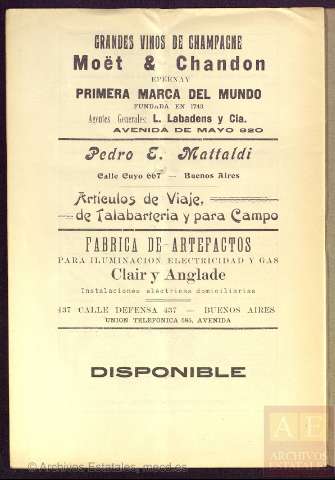 GRANDES VINOS DE CHAMPAGNE
Moët & Chandon
EPERNAY
PRIMERA MARCA DEL MUNDO
FUNDADA EN 1743
Agentes Generales: L. Labadens y Cia.
AVENIDA DE MAYO 920
Pedro E. Mattaldi
Calle Cuyo 667 — Buenos Aires
Artículos de Viaje,
de Talabartería y para Campo
FABRICA DE ARTEFACTOS
PARA ILUMINACION ELECTRICIDAD Y GAS
Clair y Anglade
Instalaciones eléctricas domiciliarias
437 CALLE DEFENSA 437 — BUENOS AIRES
UNION TELEFÓNICA 585, AVENIDA
DISPONIBLE
AE
ARCHIVOS
ESTATALES
© Archivos Estatales, mecd.es